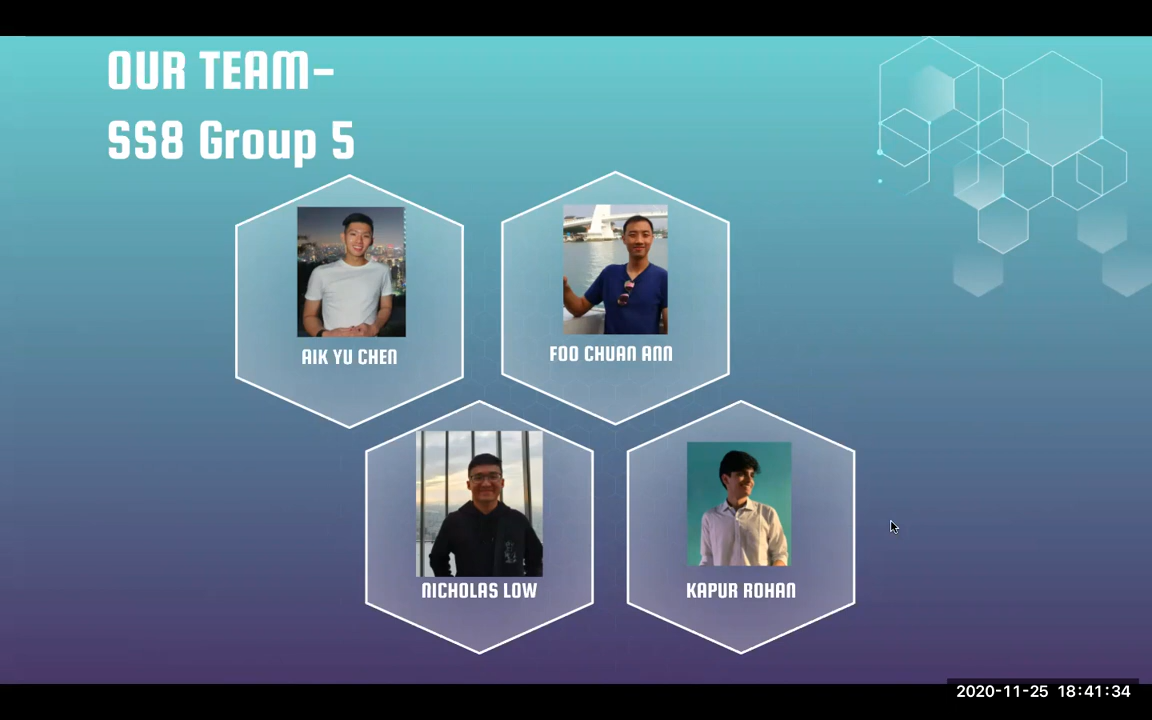 OUR TEAM-
SS8 Group 5
AIK YU CHEN
FOO CHUAN ANN
NICHOLAS LOW
KAPUR ROHAN
2020-11-25 18:41:34